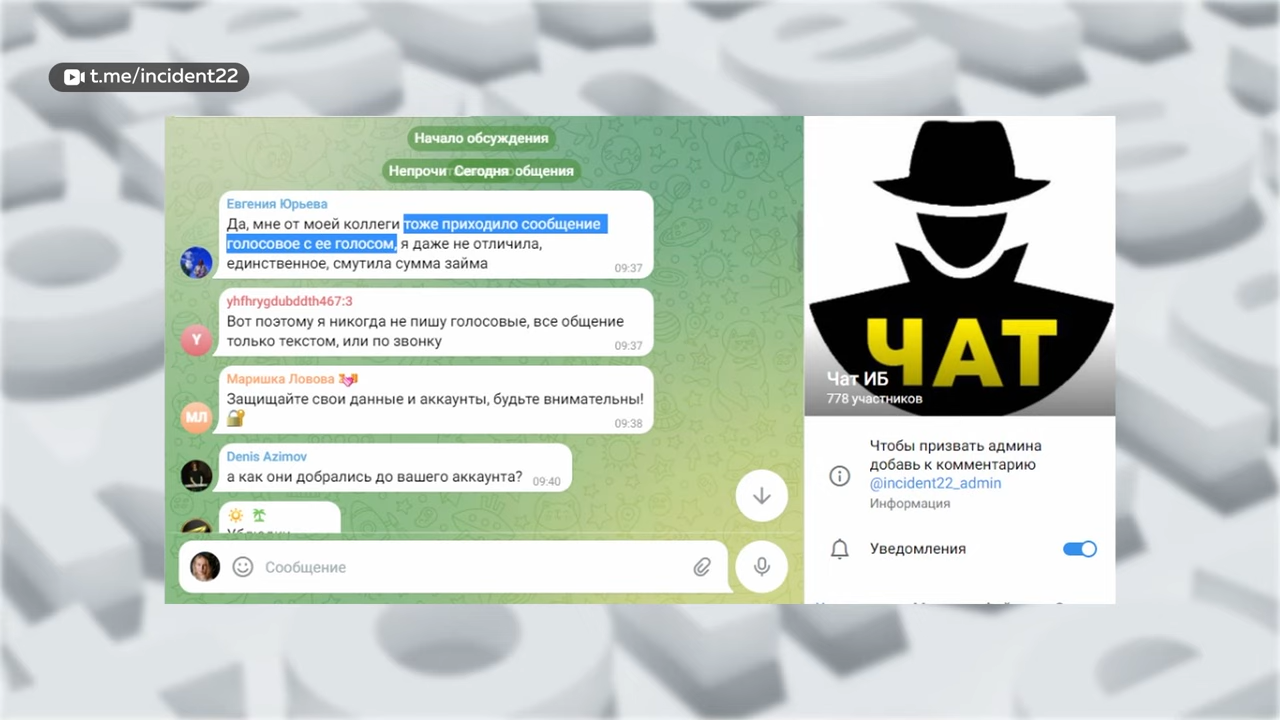 t.me/incident22
Начало обсуждения
Сегодня
Евгения Юрьева
Да, мне от моей коллеги тоже приходило сообщение
голосовое с ее голосом, я даже не отличила,
единственное, смутила сумма займа
09:37
yhfhrygdubddth467:3
Y
Вот поэтому я никогда не пишу голосовые, все общение
только текстом, или по звонку
09:37
Маришка Ловова
МЛ
Защищайте свои данные и аккаунты, будьте внимательны!
09:38
Denis Azimov
а как они добрались до вашего аккаунта?
09:40
Сообщение
ЧАТ
Чат ИБ
778 участников
Чтобы призвать админа
добавь к комментарию
@incident22_admin
Информация
Уведомления